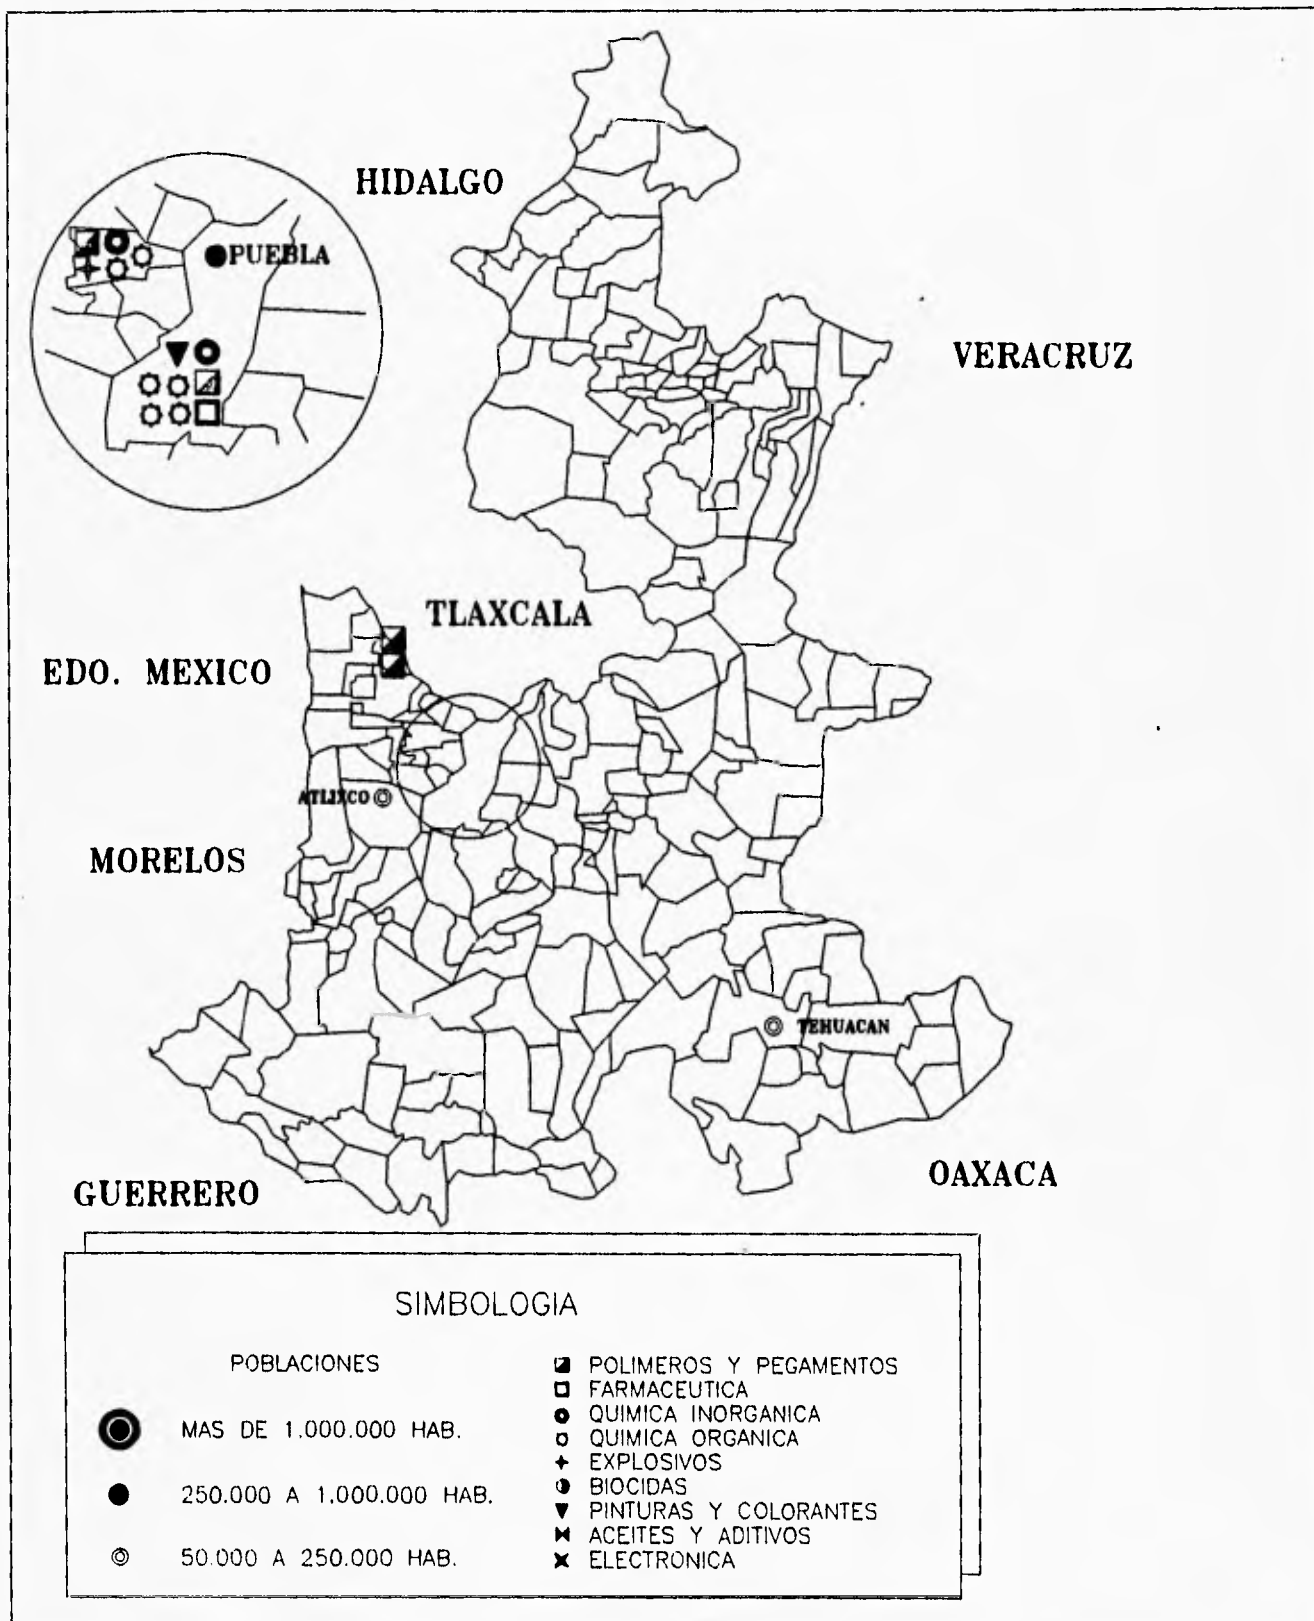 HIDALGO
PUEBLA
VERACRUZ
TLAXCALA
EDO. MEXICO
ATLIXCO
MORELOS
TEHUACAN
OAXACA
GUERRERO
SIMBOLOGIA
POBLACIONES
MAS DE 1.000.000 HAB.
250.000 A 1.000.000 HAB.
50.000 A 250.000 HAB.
POLIMEROS Y PEGAMENTOS
FARMACEUTICA
QUIMICA INORGANICA
QUIMICA ORGANICA
EXPLOSIVOS
BIOCIDAS
PINTURAS Y COLORANTES
ACEITES Y ADITIVOS
ELECTRONICA